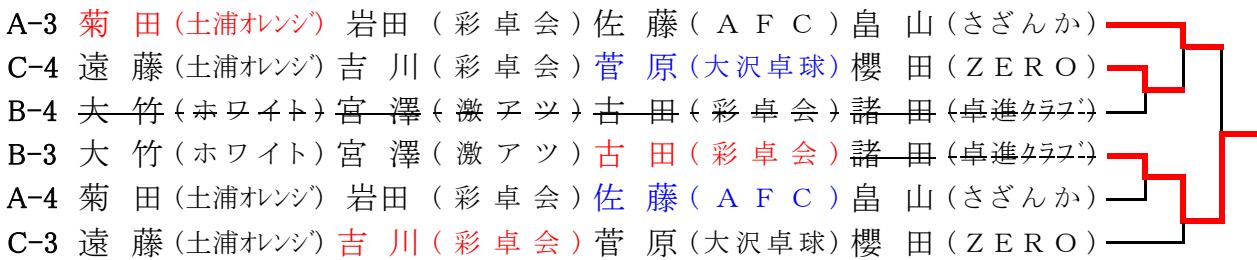 A-3 菊 田(土浦オレンジ) 岩田(彩卓会) 佐 藤(AFC) 畠 山(さざんか)
C-4 遠 藤(土浦オレンジ) 吉 川(彩卓会) 菅 原(大沢卓球) 櫻 田(ZERO)
B-4 大 竹(ホワイト) 宮 澤(激アツ) 古 田(彩卓会) 諸 田(卓進クラブ)
B-3 大 竹(ホワイト) 宮 澤(激アツ) 古 田(彩卓会) 諸 田(卓進クラブ)
A-4 菊 田(土浦オレンジ) 岩田(彩卓会) 佐 藤(AFC) 畠 山(さざんか)
C-3 遠 藤(土浦オレンジ) 吉 川(彩卓会) 菅 原(大沢卓球) 櫻 田(ZERO)